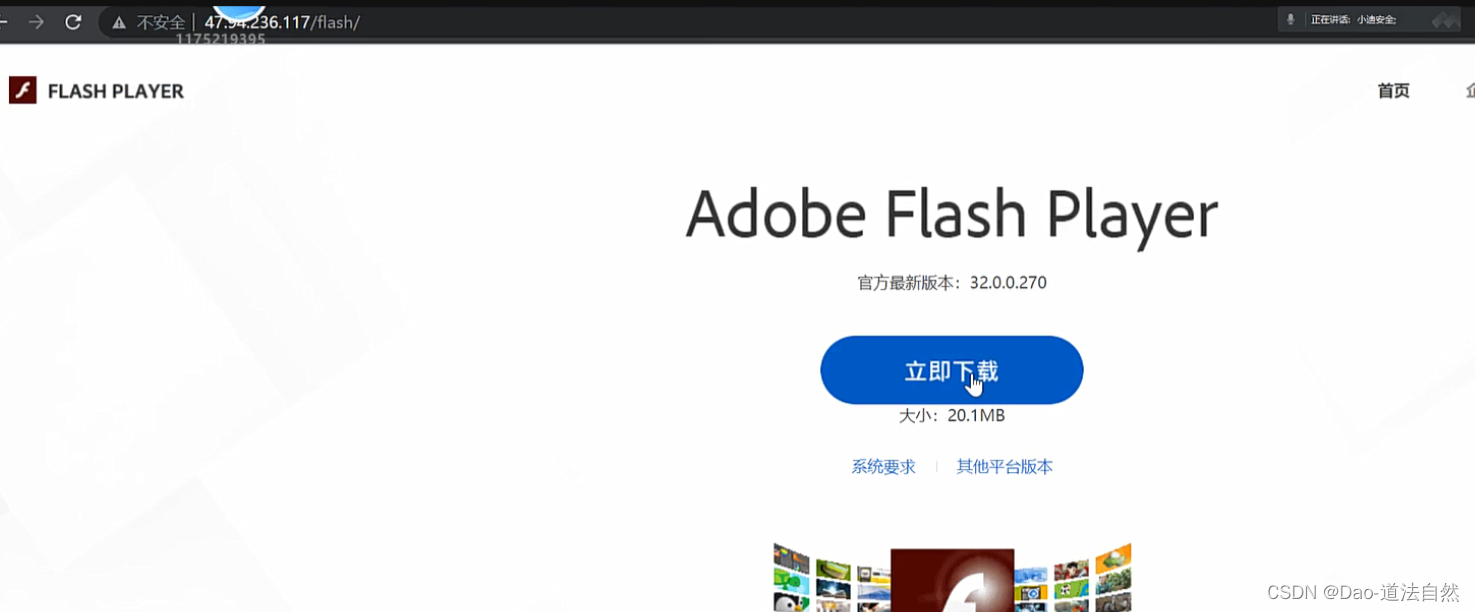 不安全 | 47.94.236.117/flash/
正在讲话: 小迪安全;
1175219395
FLASH PLAYER
首页
Adobe Flash Player
官方最新版本：32.0.0.270
立即下载
大小：20.1MB
系统要求 | 其他平台版本
CSDN @Dao-道法自然